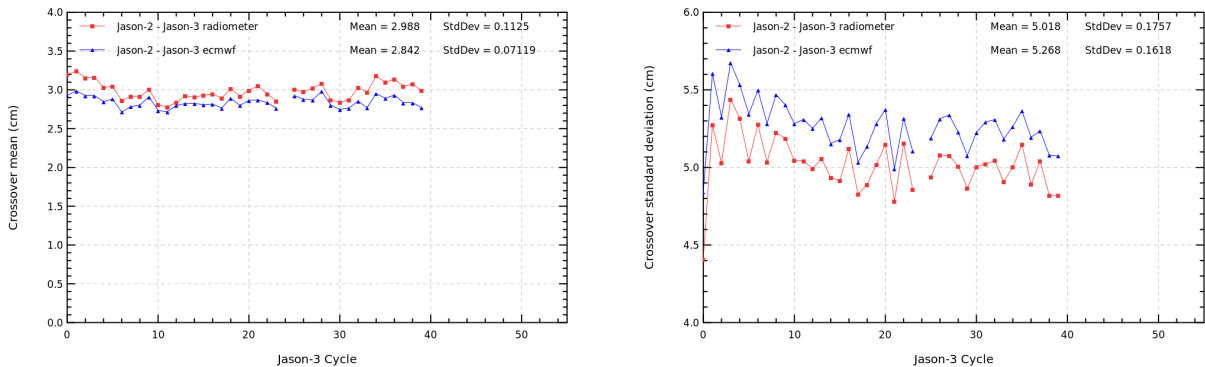 4.0
3.5
3.0
2.5
2.0
1.5
1.0
0.5
0.0
Crossover mean (cm)
Jason-2 - Jason-3 radiometer Mean = 2.988 StdDev = 0.1125
Jason-2 - Jason-3 ecmwf Mean = 2.842 StdDev = 0.07119
0 10 20 30 40 50
Jason-3 Cycle
6.0
5.5
5.0
4.5
4.0
Crossover standard deviation (cm)
Jason-2 - Jason-3 radiometer Mean = 5.018 StdDev = 0.1757
Jason-2 - Jason-3 ecmwf Mean = 5.268 StdDev = 0.1618
0 10 20 30 40 50
Jason-3 Cycle